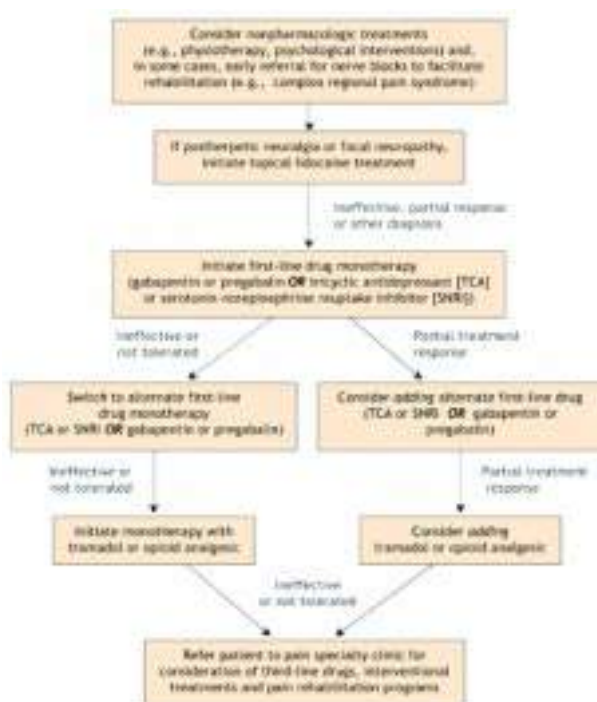 Consider nonpharmacologic treatments
(e.g., physiotherapy, psychological interventions) and,
in some cases, early referral for nerve blocks to facilitate
rehabilitation (e.g., complex regional pain syndrome)
If postherpetic neuralgia or focal neuropathy,
initiate topical lidocaine treatment
Ineffective, partial response
or other diagnosis
Initiate first-line drug monotherapy
(gabapentin or pregabalin OR tricyclic antidepressant [TCA]
or serotonin-norepinephrine reuptake inhibitor [SNRI])
Ineffective or
not tolerated
Partial treatment
response
Switch to alternate first-line
drug monotherapy
(TCA or SNRI OR gabapentin or pregabalin)
Consider adding alternate first-line drug
(TCA or SNRI OR gabapentin or
pregabalin)
Ineffective or
not tolerated
Partial treatment
response
Initiate monotherapy with
tramadol or opioid analgesic
Consider adding
tramadol or opioid analgesic
Ineffective
or not tolerated
Refer patient to pain specialty clinic for
consideration of third-line drugs, interventional
treatments and pain rehabilitation programs